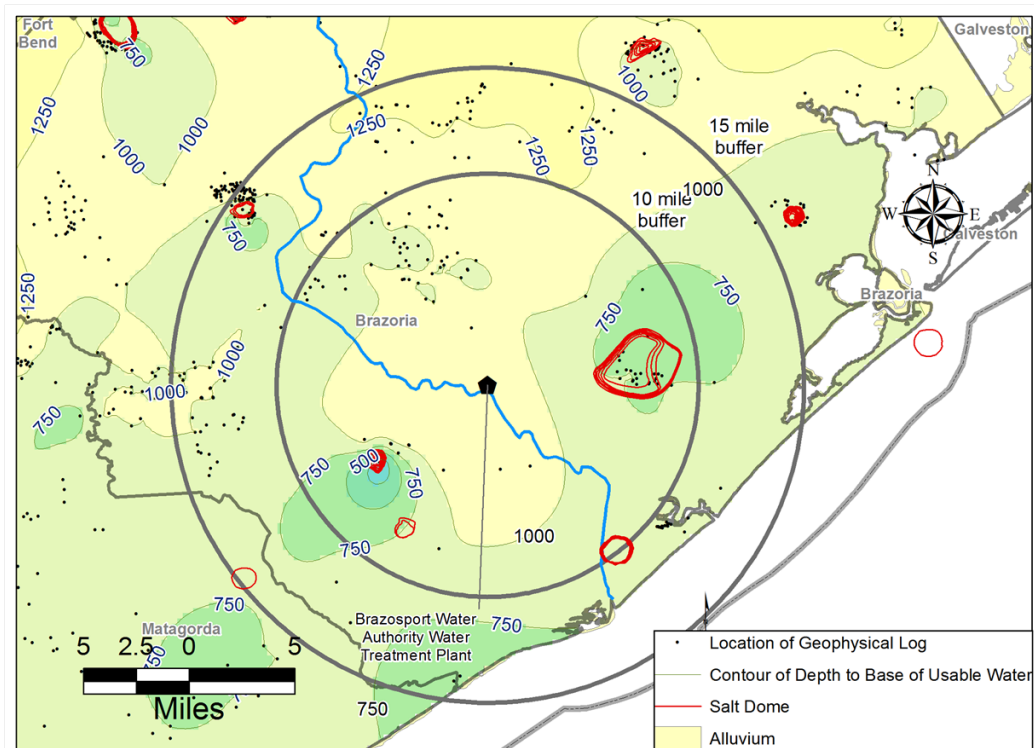 Fort
Bend
Galveston
750
1250
1250
1000
1250
1250
1250
15 mile
buffer
1000
1000
1000
10 mile
buffer
N
W
E
S
Galveston
750
750
750
1250
Brazoria
Brazoria
1000
1000
750
500
750
750
750
1000
750
750
Matagorda
750
750
Brazosport Water
Authority Water
Treatment Plant
5 2.5 0 5
Miles
Location of Geophysical Log
Contour of Depth to Base of Usable Water
Salt Dome
Alluvium